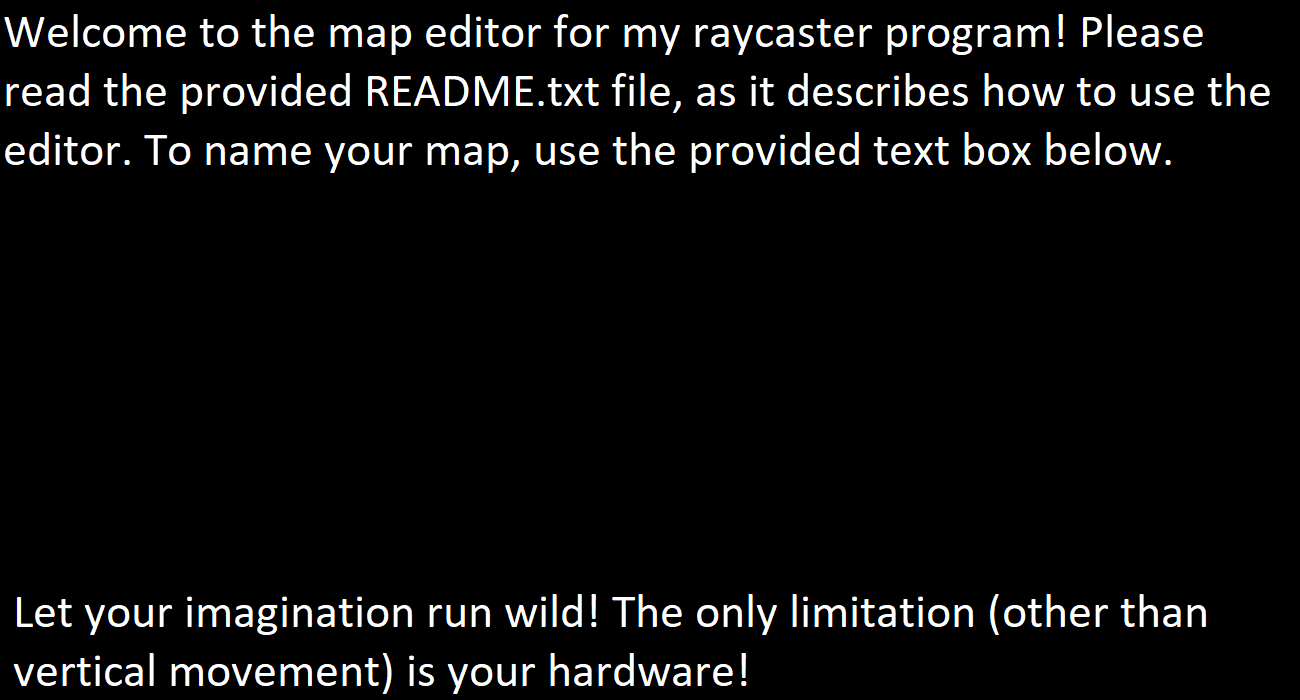 Welcome to the map editor for my raycaster program! Please
read the provided README.txt file, as it describes how to use the
editor. To name your map, use the provided text box below.
Let your imagination run wild! The only limitation (other than
vertical movement) is your hardware!